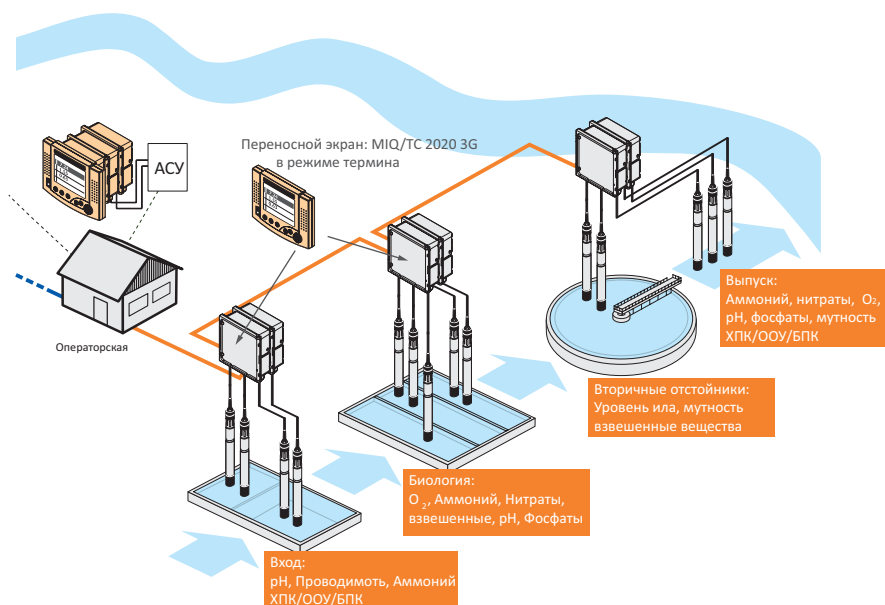 Переносной экран: MIQ/TC 2020 3G
в режиме термина
АСУ
Операторская
Выпуск:
Аммоний, нитраты, O₂,
pH, фосфаты, мутность
ХПК/ООУ/БПК
Вторичные отстойники:
Уровень ила, мутность
взвешенные вещества
Биология:
O ₂, Аммоний, Нитраты,
взвешенные, pH, Фосфаты
Вход:
pH, Проводимоть, Аммоний
ХПК/ООУ/БПК